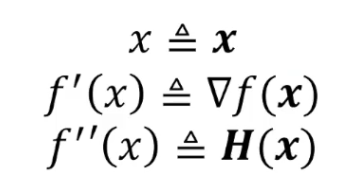 x ≜ 𝒙
f′(x) ≜ ∇f(𝒙)
f′′(x) ≜ 𝑯(𝒙)